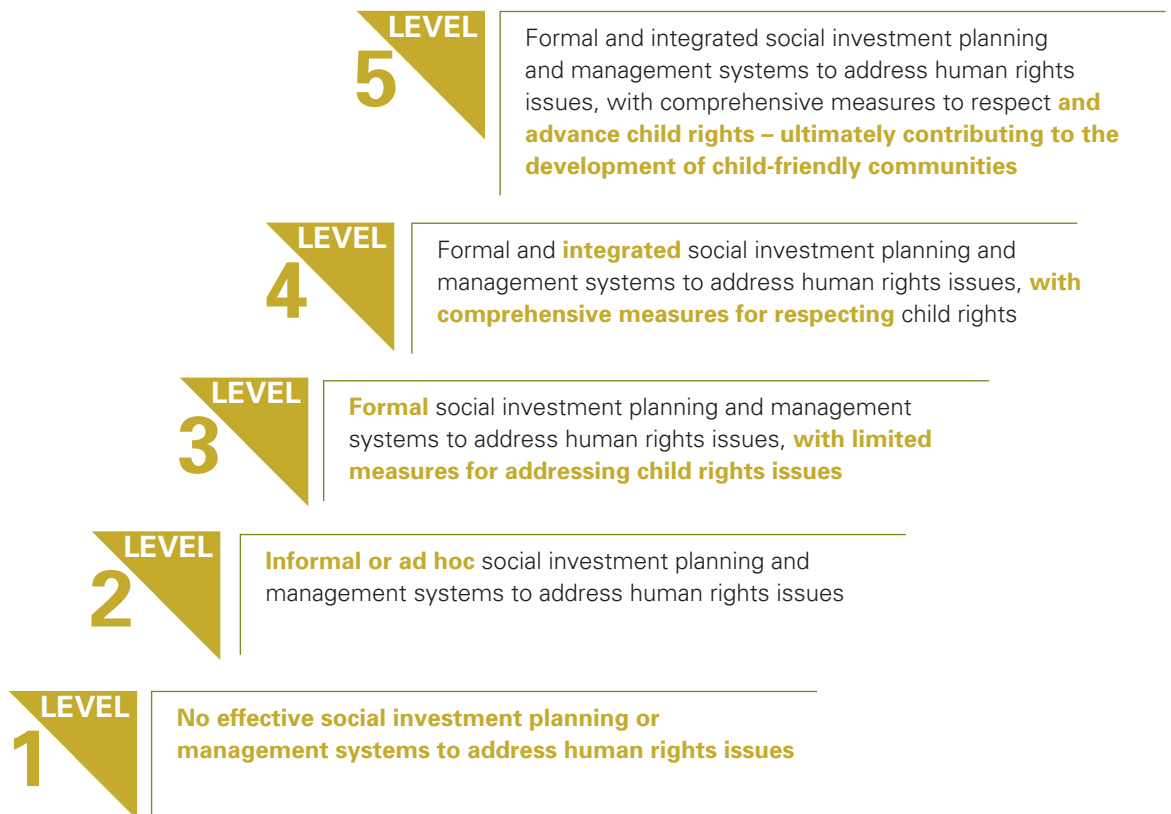 LEVEL
5
Formal and integrated social investment planning
and management systems to address human rights
issues, with comprehensive measures to respect and
advance child rights – ultimately contributing to the
development of child-friendly communities
LEVEL
4
Formal and integrated social investment planning and
management systems to address human rights issues, with
comprehensive measures for respecting child rights
LEVEL
3
Formal social investment planning and management
systems to address human rights issues, with limited
measures for addressing child rights issues
LEVEL
2
Informal or ad hoc social investment planning and
management systems to address human rights issues
LEVEL
1
No effective social investment planning or
management systems to address human rights issues